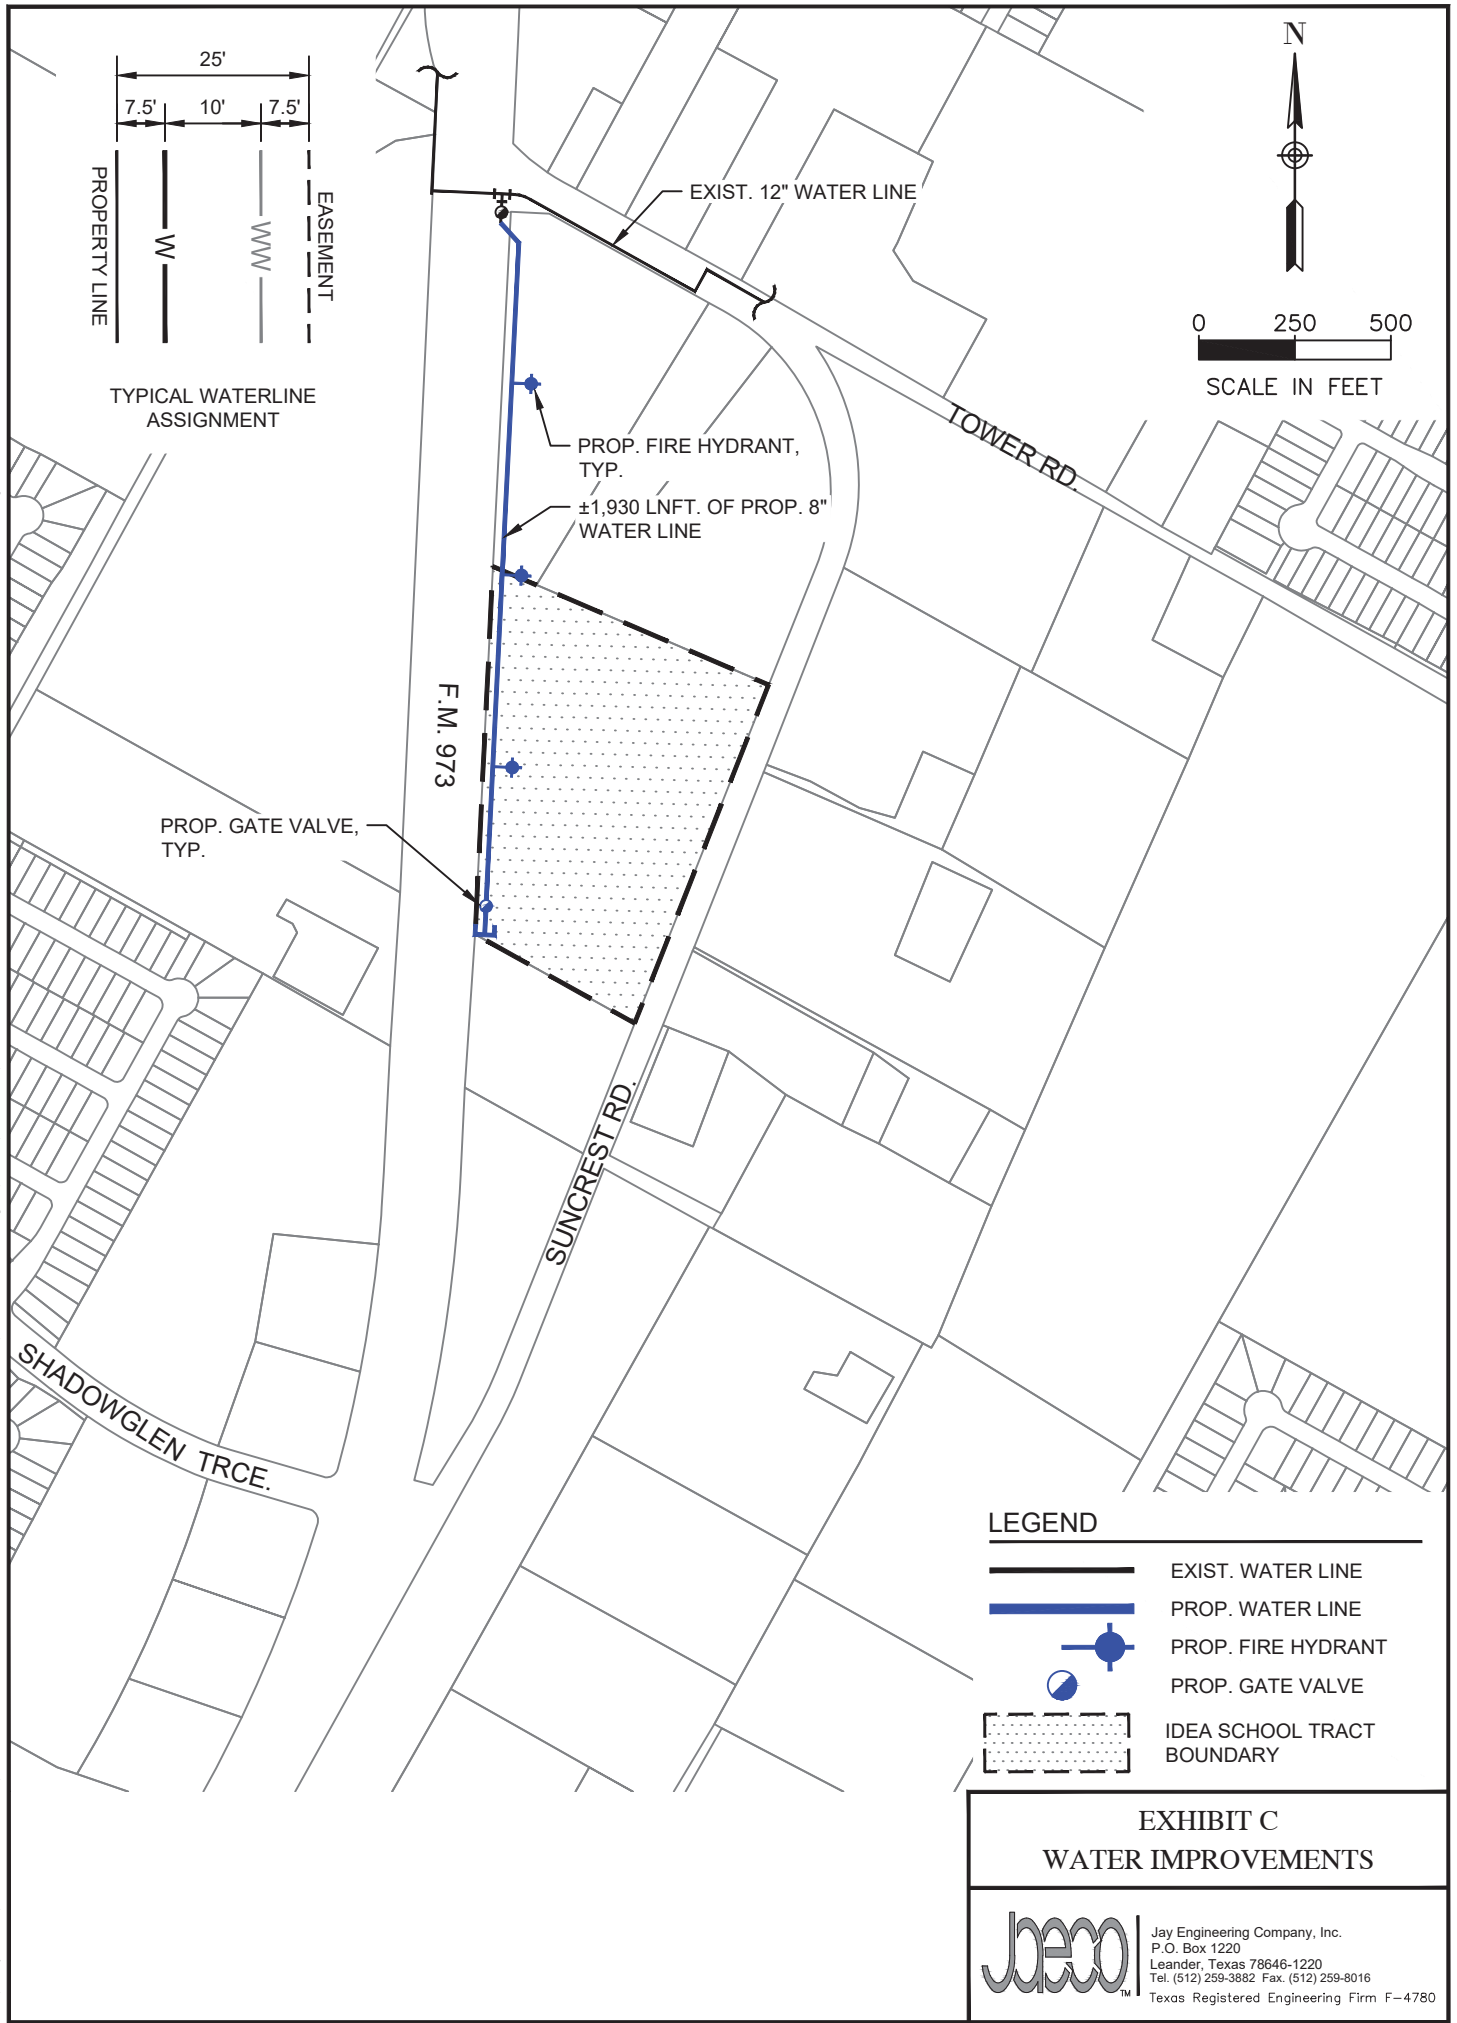 N
25'
7.5' 10' 7.5'
PROPERTY LINE
W
WW
EASEMENT
TYPICAL WATERLINE
ASSIGNMENT
EXIST. 12" WATER LINE
0 250 500
SCALE IN FEET
TOWER RD.
PROP. FIRE HYDRANT,
TYP.
±1,930 LNFT. OF PROP. 8"
WATER LINE
F.M. 973
PROP. GATE VALVE,
TYP.
SUNCREST RD.
SHADOWGLEN TRCE.
LEGEND
EXIST. WATER LINE
PROP. WATER LINE
PROP. FIRE HYDRANT
PROP. GATE VALVE
IDEA SCHOOL TRACT
BOUNDARY
EXHIBIT C
WATER IMPROVEMENTS
Jaeco TM
Jay Engineering Company, Inc.
P.O. Box 1220
Leander, Texas 78646-1220
Tel. (512) 259-3882 Fax. (512) 259-8016
Texas Registered Engineering Firm F-4780